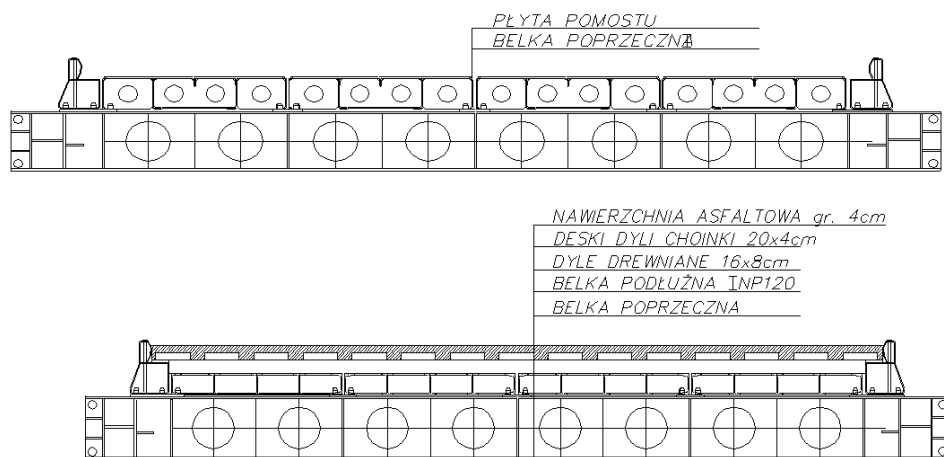 PŁYTA POMOSTU
BELKA POPRZECZNA
NAWIERZCHNIA ASFALTOWA gr. 4cm
DESKI DYLI CHOINKI 20x4cm
DYLE DREWNIANE 16x8cm
BELKA PODŁUŻNA INP120
BELKA POPRZECZNA